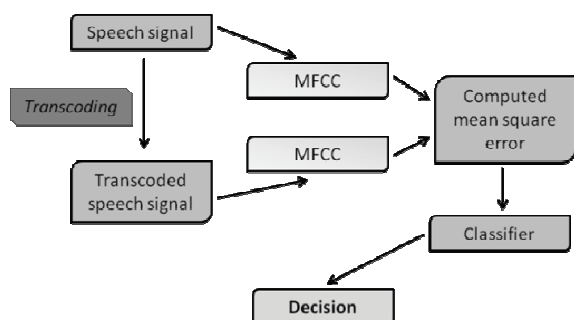 Speech signal
MFCC
Transcoding
Computed
mean square
error
MFCC
Transcoded
speech signal
Classifier
Decision